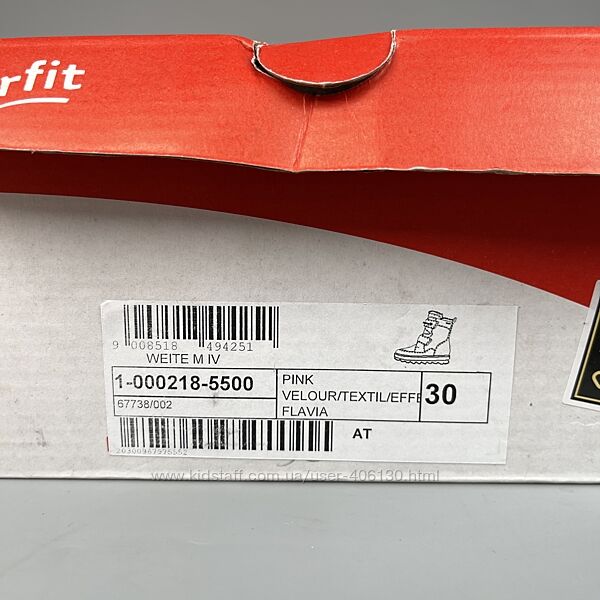 rfit
9 008518 494251
WEITE M IV
1-000218-5500
67738/002
PINK
VELOUR/TEXTIL/EFFE
FLAVIA
30
AT
www.kidstaff.com.ua/user-406130.html